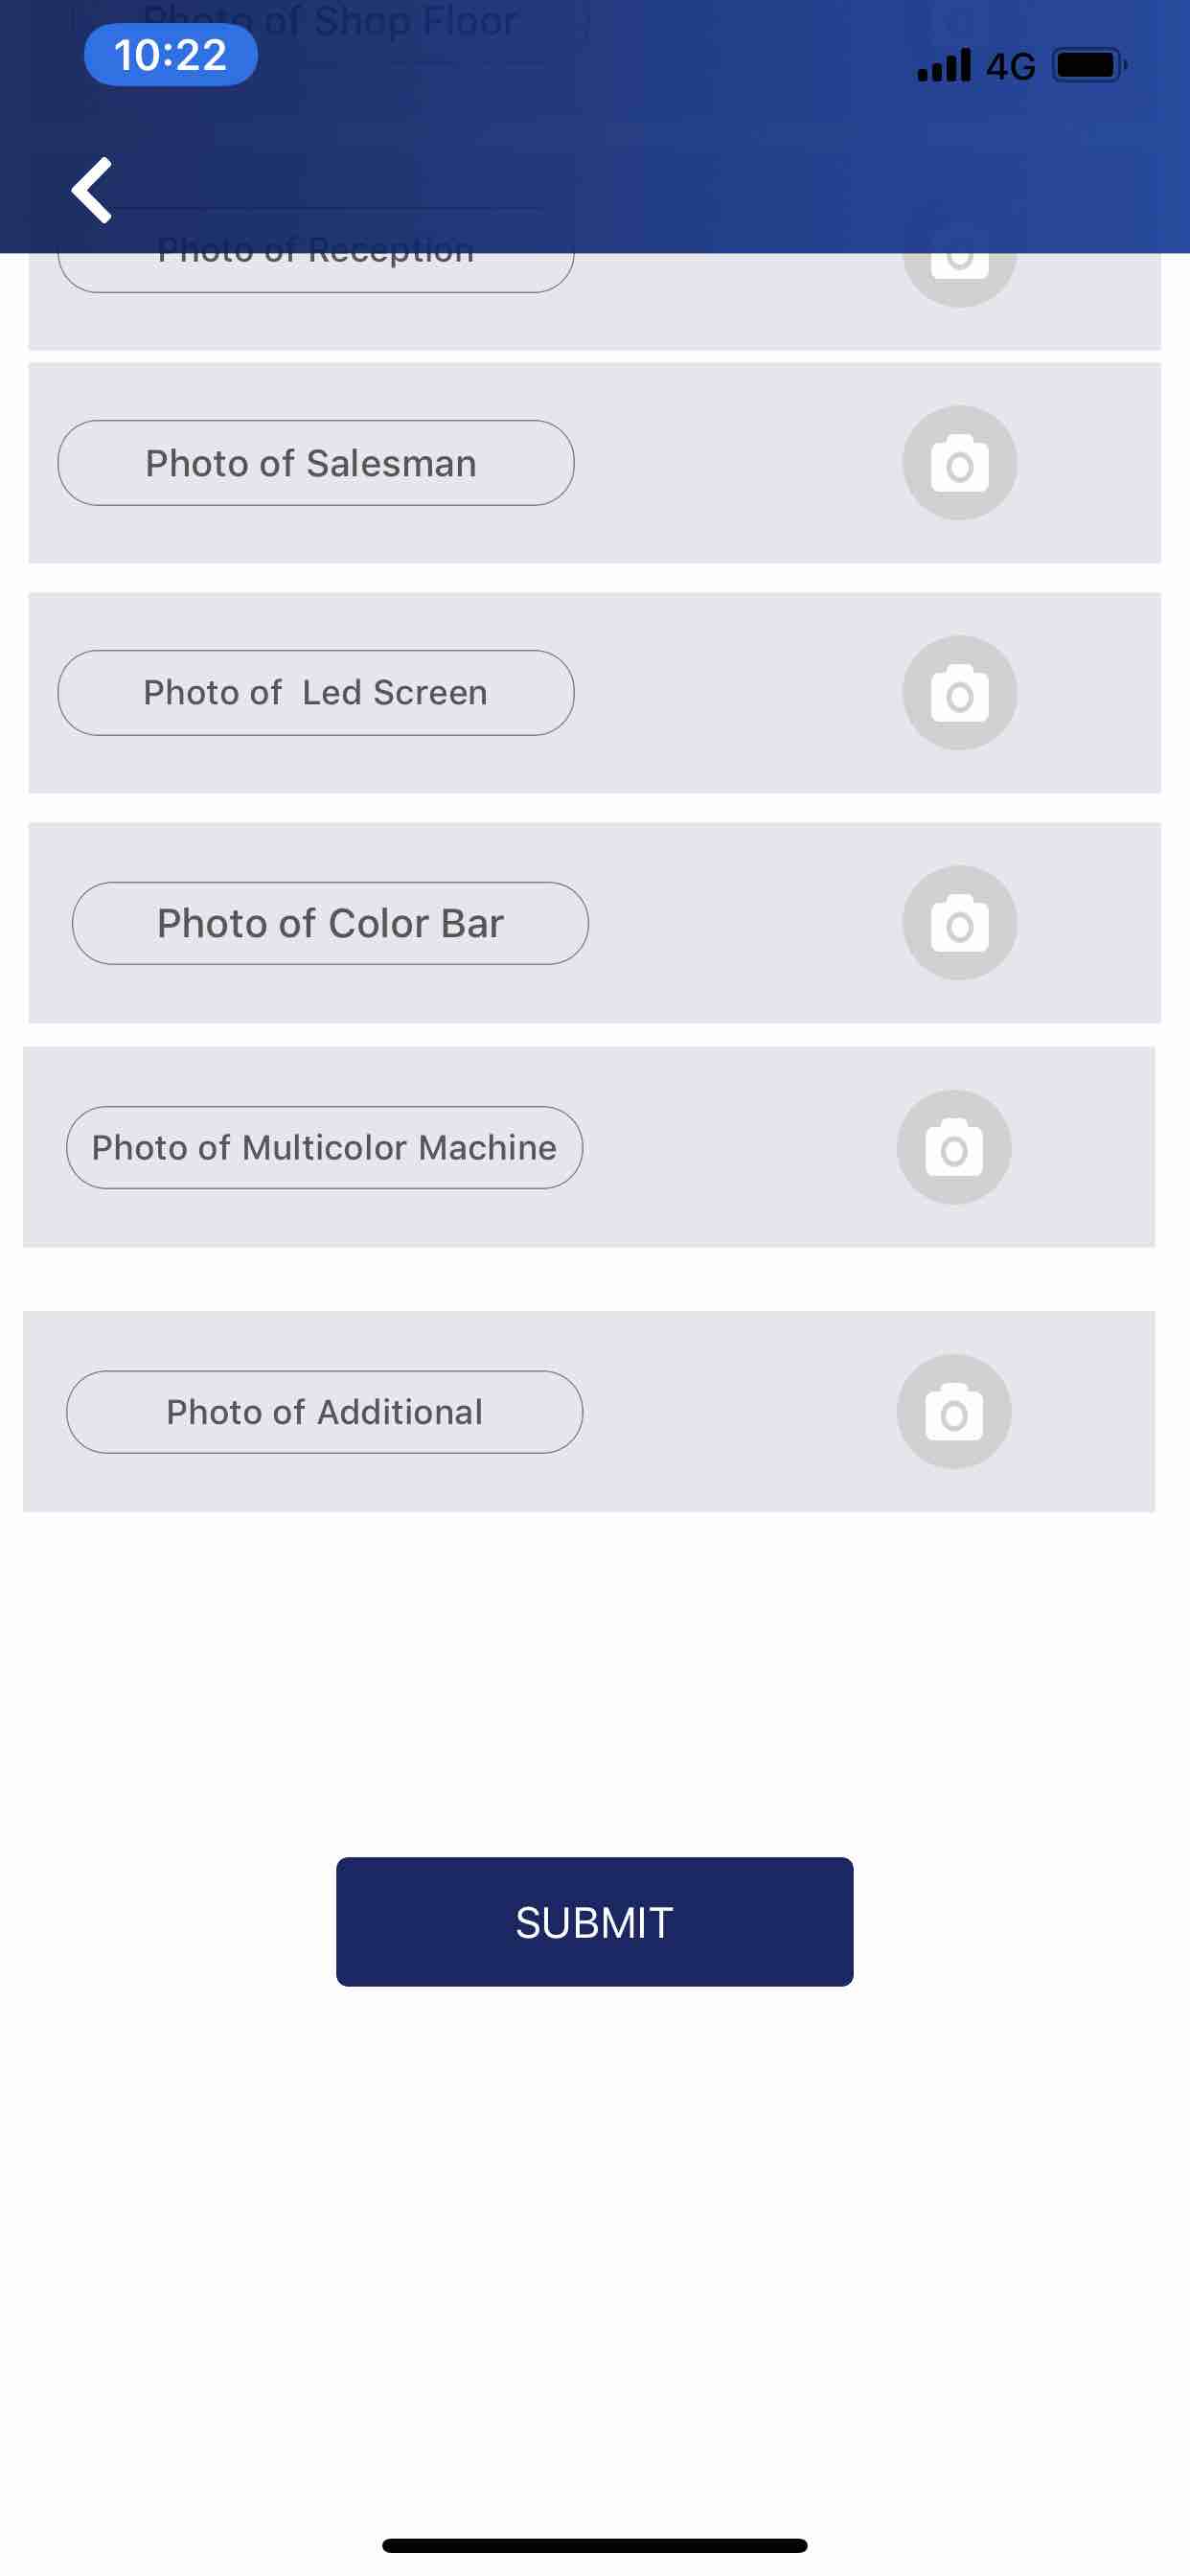 Photo of Shop Floor
10:22
4G
Photo of Reception
Photo of Salesman
Photo of  Led Screen
Photo of Color Bar
Photo of Multicolor Machine
Photo of Additional
SUBMIT